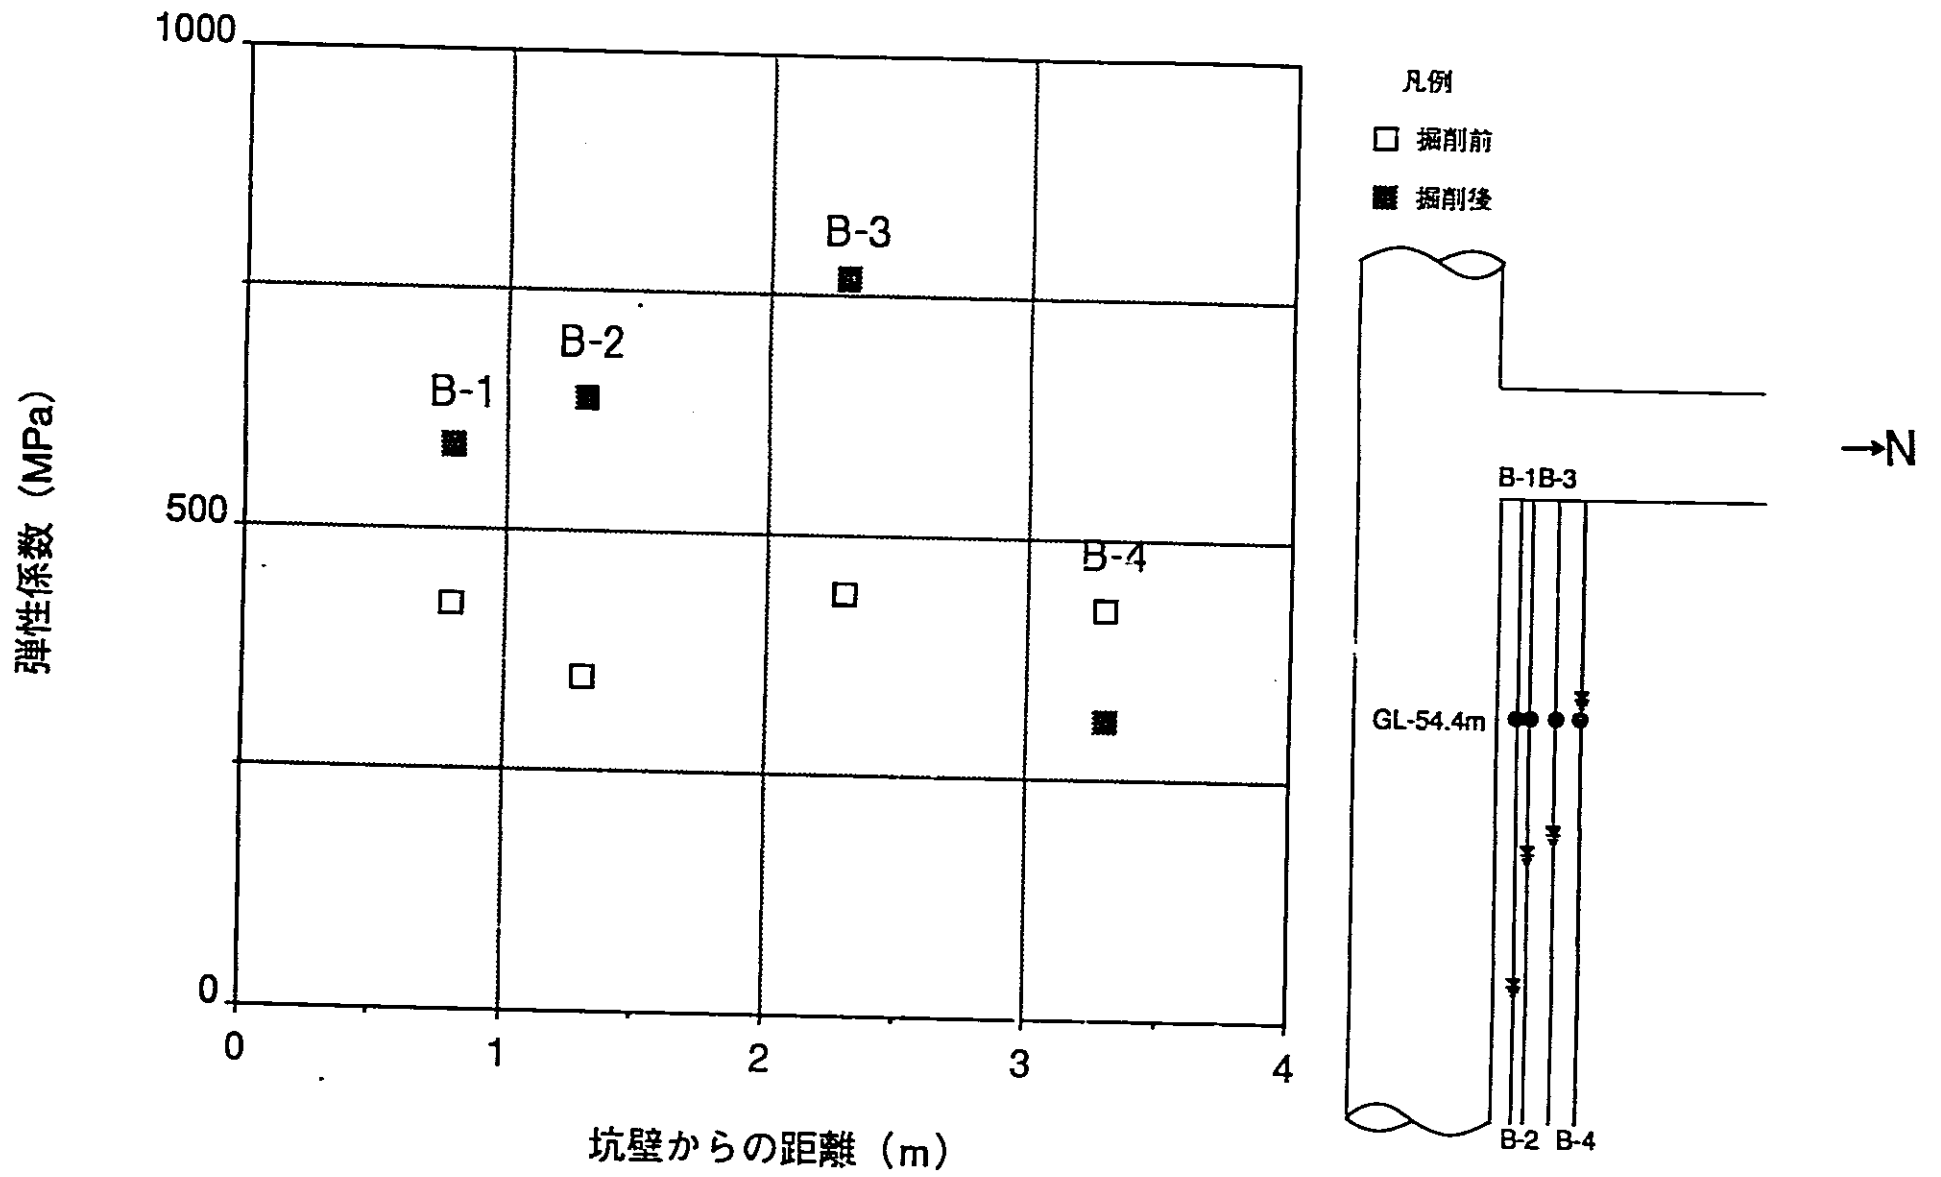 1000
500
0
0
1
2
3
4
弾性係数（MPa）
坑壁からの距離（m）
B-1
B-2
B-3
B-4
凡例
掘削前
掘削後
→N
B-1B-3
GL-54.4m
B-2
B-4